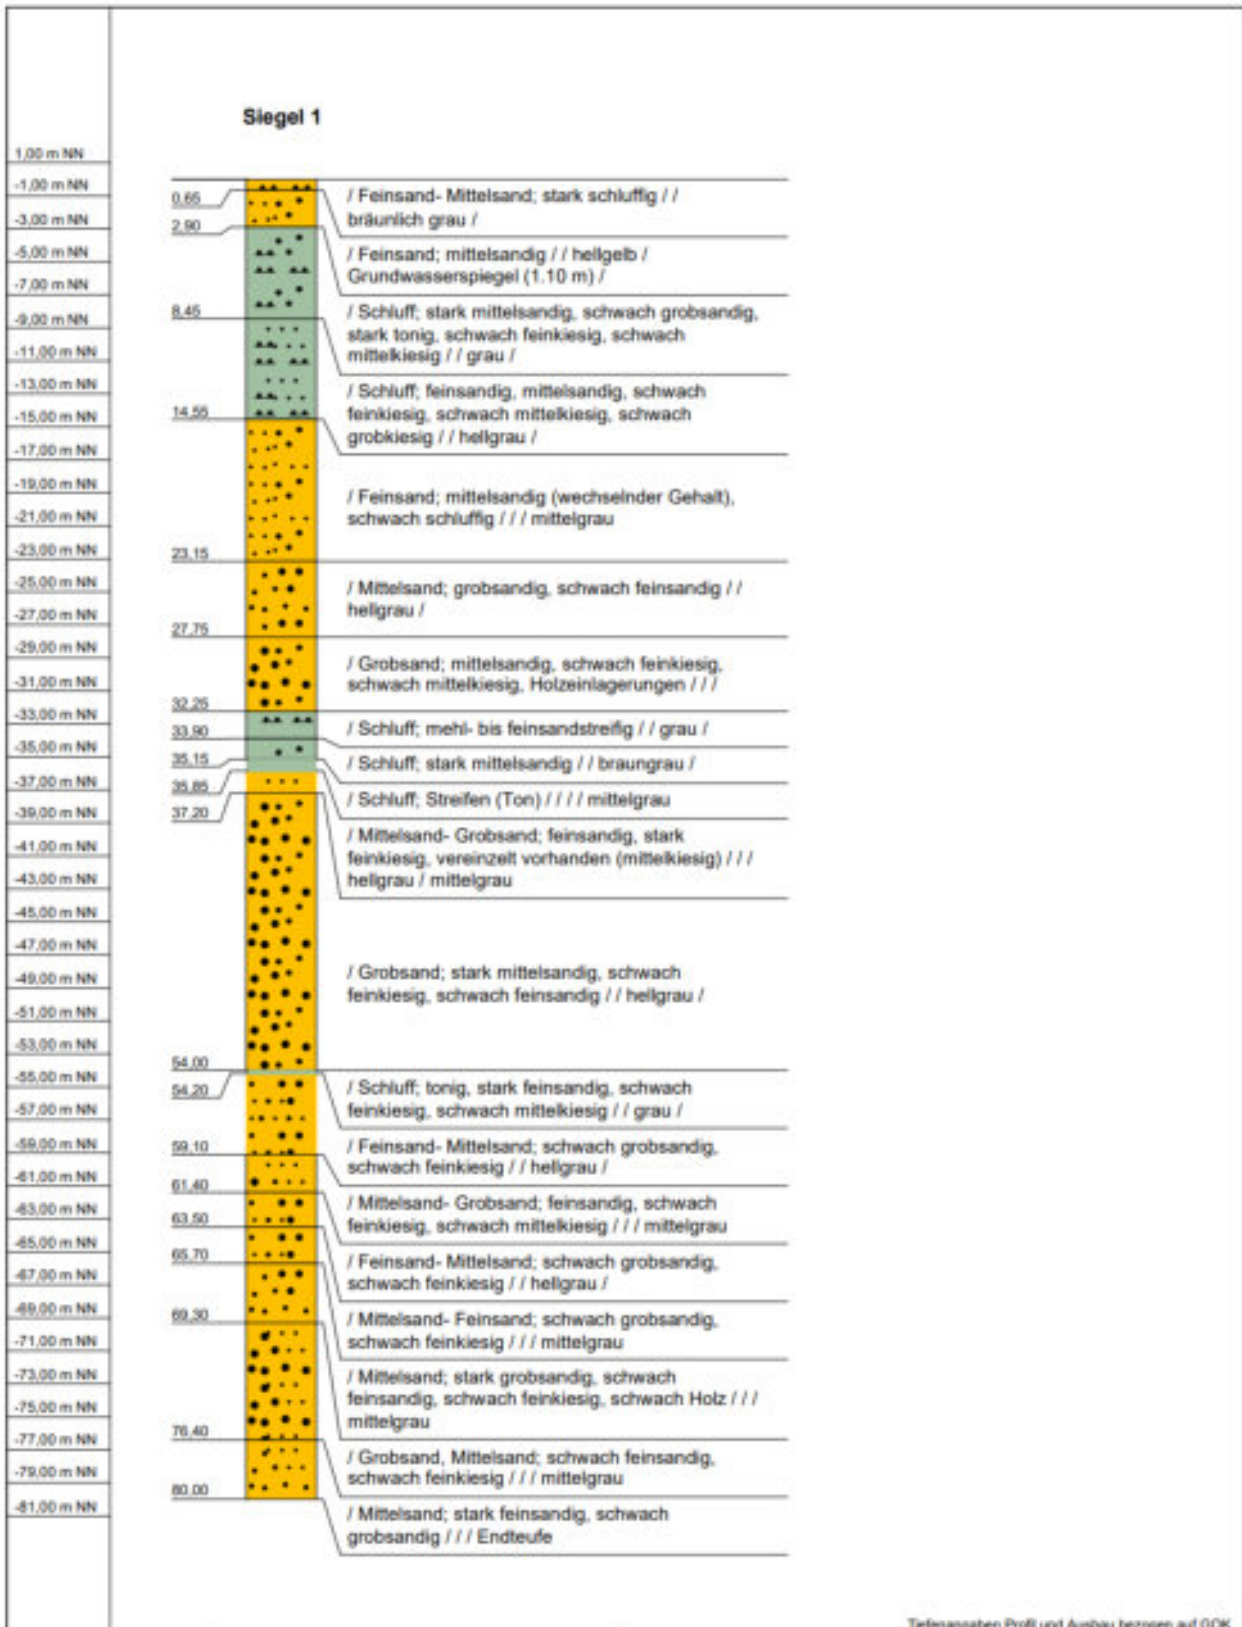 Siegel 1
1,00 m NN
-1,00 m NN
-3,00 m NN
-5,00 m NN
-7,00 m NN
-9,00 m NN
-11,00 m NN
-13,00 m NN
-15,00 m NN
-17,00 m NN
-19,00 m NN
-21,00 m NN
-23,00 m NN
-25,00 m NN
-27,00 m NN
-29,00 m NN
-31,00 m NN
-33,00 m NN
-35,00 m NN
-37,00 m NN
-39,00 m NN
-41,00 m NN
-43,00 m NN
-45,00 m NN
-47,00 m NN
-49,00 m NN
-51,00 m NN
-53,00 m NN
-55,00 m NN
-57,00 m NN
-59,00 m NN
-61,00 m NN
-63,00 m NN
-65,00 m NN
-67,00 m NN
-69,00 m NN
-71,00 m NN
-73,00 m NN
-75,00 m NN
-77,00 m NN
-79,00 m NN
-81,00 m NN
0,65
2,90
8,45
14,55
23,15
27,75
32,25
33,90
35,15
35,85
37,20
54,00
54,20
59,10
61,40
63,50
65,70
69,30
76,40
80,00
/ Feinsand- Mittelsand; stark schluffig / /
bräunlich grau /
/ Feinsand; mittelsandig / / hellgelb /
Grundwasserspiegel (1.10 m) /
/ Schluff; stark mittelsandig, schwach grobsandig,
stark tonig, schwach feinkiesig, schwach
mittelkiesig / / grau /
/ Schluff; feinsandig, mittelsandig, schwach
feinkiesig, schwach mittelkiesig, schwach
grobkiesig / / hellgrau /
/ Feinsand; mittelsandig (wechselnder Gehalt),
schwach schluffig / / / mittelgrau
/ Mittelsand; grobsandig, schwach feinsandig / /
hellgrau /
/ Grobsand; mittelsandig, schwach feinkiesig,
schwach mittelkiesig, Holzeinlagerungen / / /
/ Schluff; mehl- bis feinsandstreifig / / grau /
/ Schluff; stark mittelsandig / / braungrau /
/ Schluff; Streifen (Ton) / / / / mittelgrau
/ Mittelsand- Grobsand; feinsandig, stark
feinkiesig, vereinzelt vorhanden (mittelkiesig) / / /
hellgrau / mittelgrau
/ Grobsand; stark mittelsandig, schwach
feinkiesig, schwach feinsandig / / hellgrau /
/ Schluff; tonig, stark feinsandig, schwach
feinkiesig, schwach mittelkiesig / / grau /
/ Feinsand- Mittelsand; schwach grobsandig,
schwach feinkiesig / / hellgrau /
/ Mittelsand- Grobsand; feinsandig, schwach
feinkiesig, schwach mittelkiesig / / / mittelgrau
/ Feinsand- Mittelsand; schwach grobsandig,
schwach feinkiesig / / hellgrau /
/ Mittelsand- Feinsand; schwach grobsandig,
schwach feinkiesig / / / mittelgrau
/ Mittelsand; stark grobsandig, schwach
feinsandig, schwach feinkiesig, schwach Holz / / /
mittelgrau
/ Grobsand, Mittelsand; schwach feinsandig,
schwach feinkiesig / / / mittelgrau
/ Mittelsand; stark feinsandig, schwach
grobsandig / / / Endteufe
Tiefenangaben Profil und Ausbau bezogen auf GOK